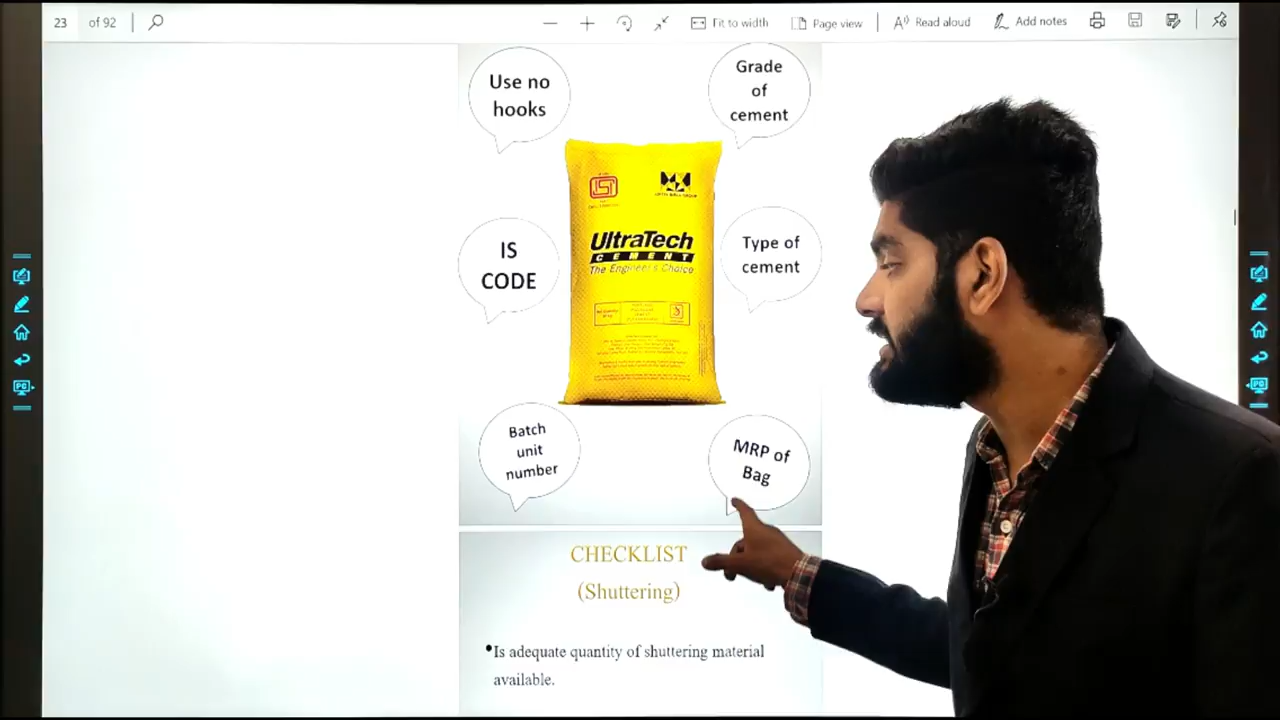 23 of 92
Fit to width
Page view
Read aloud
Add notes
Use no
hooks
Grade
of
cement
IS
CODE
UltraTech
CEMENT
The Engineer's Choice
Type of
cement
Batch
unit
number
MRP of
Bag
CHECKLIST
(Shuttering)
•Is adequate quantity of shuttering material
available.
PC
PC